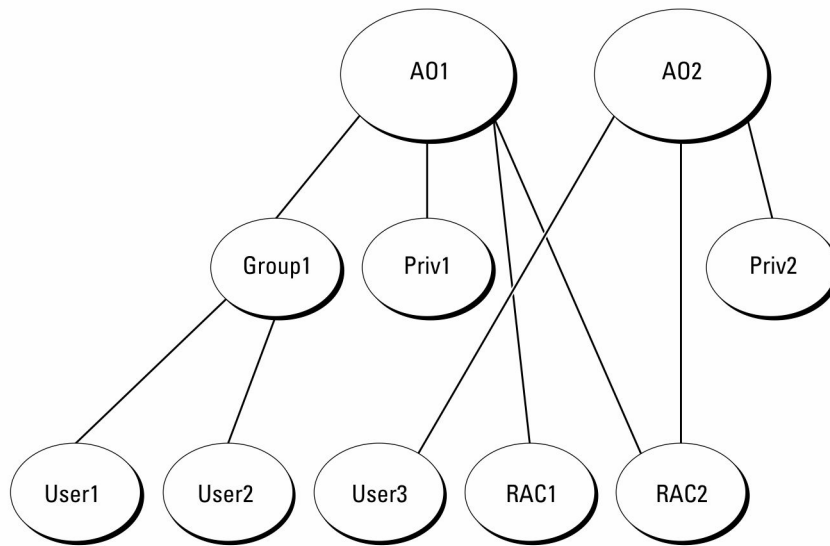 AO1
AO2
Group1
Priv1
Priv2
User1
User2
User3
RAC1
RAC2